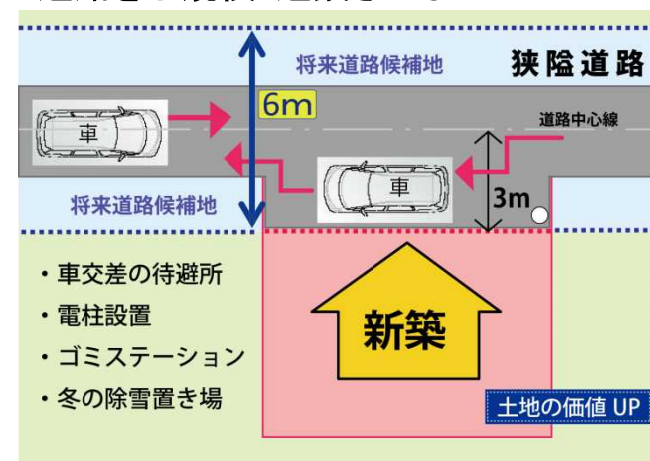 将来道路候補地
狭隘道路
6m
道路中心線
車
車
3m
将来道路候補地
・車交差の待避所
・電柱設置
・ゴミステーション
・冬の除雪置き場
新築
土地の価値 UP